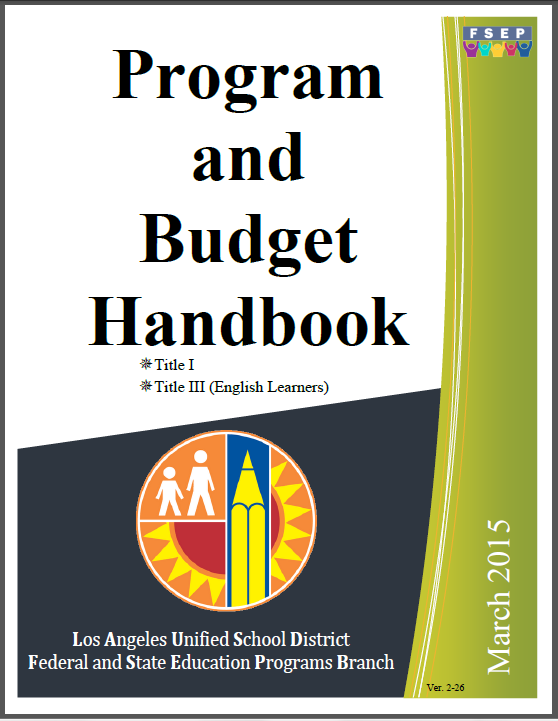 FSEP
Program
and
Budget
Handbook
✵Title I
✵Title III (English Learners)
Los Angeles Unified School District
Federal and State Education Programs Branch
March 2015
Ver. 2-26